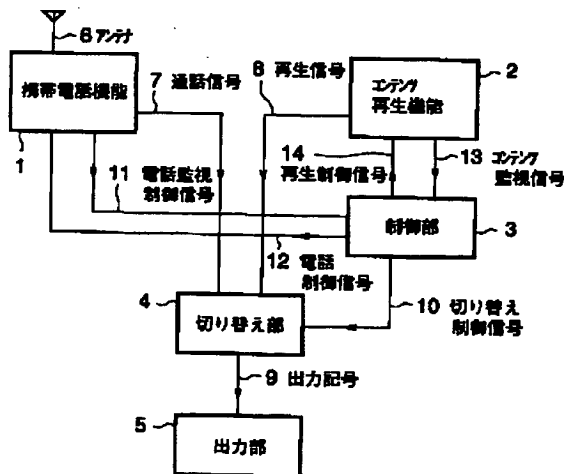 6 アンテナ
携帯電話機能
1
7 通話信号
8 再生信号
コンテンツ
再生機能
2
11 電話監視
制御信号
14
再生制御信号
13 コンテンツ
監視信号
制御部
3
12 電話
制御信号
4
切り替え部
10 切り替え
制御信号
9 出力記号
5
出力部